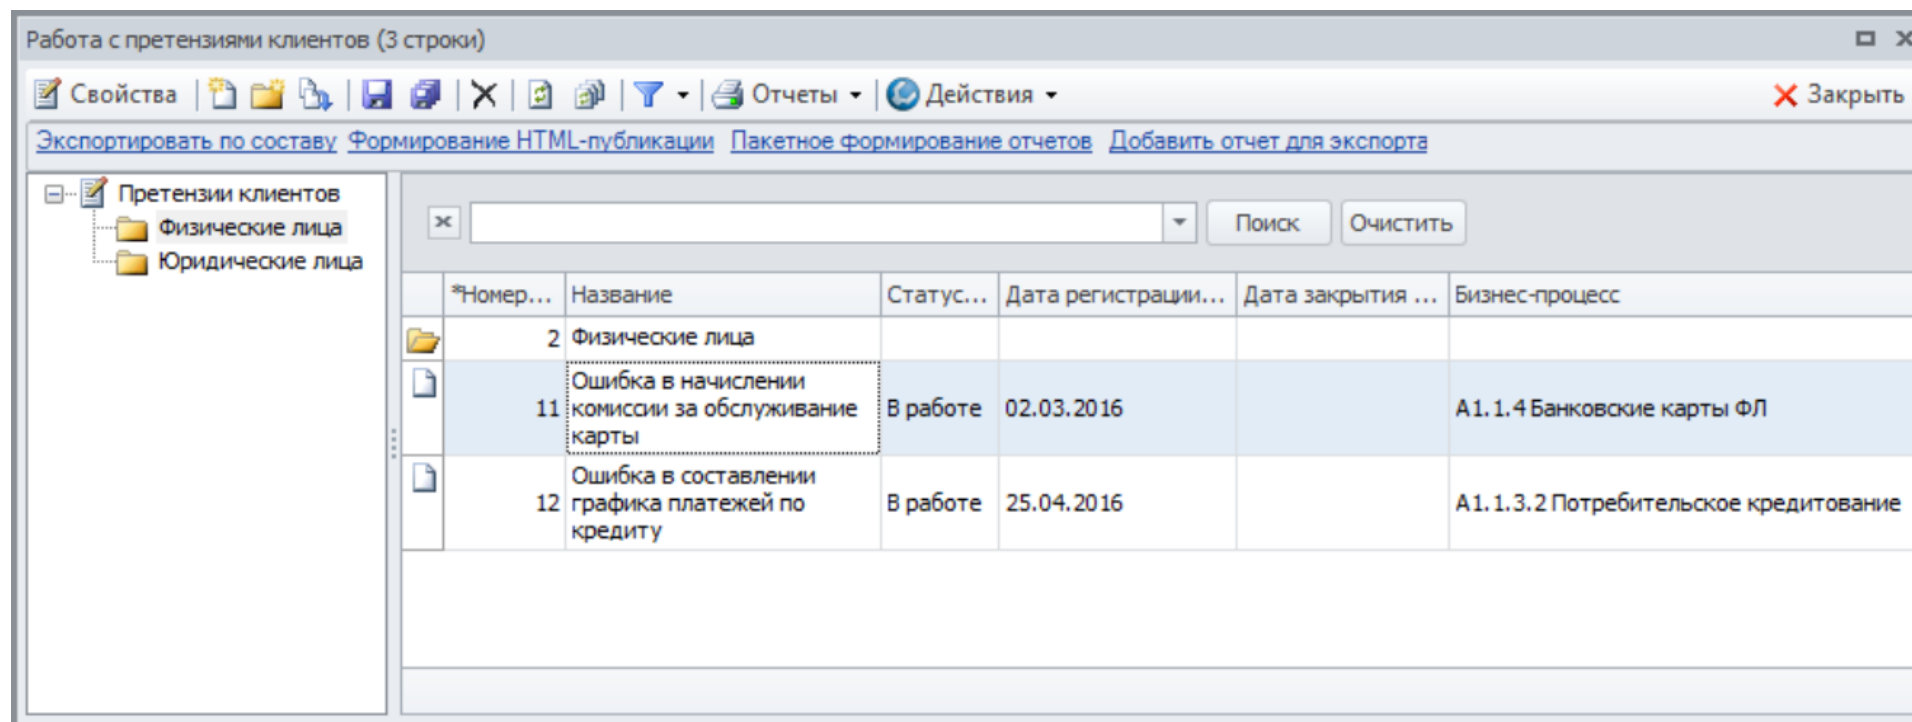 Работа с претензиями клиентов (3 строки)
Свойства Отчеты Действия Закрыть
Экспортировать по составу Формирование HTML-публикации Пакетное формирование отчетов Добавить отчет для экспорта
Претензии клиентов
Физические лица
Юридические лица
Поиск Очистить
*Номер... Название Статус... Дата регистрации... Дата закрытия ... Бизнес-процесс
2 Физические лица
11 Ошибка в начислении
комиссии за обслуживание
карты
В работе 02.03.2016 А1.1.4 Банковские карты ФЛ
12 Ошибка в составлении
графика платежей по
кредиту
В работе 25.04.2016 А1.1.3.2 Потребительское кредитование